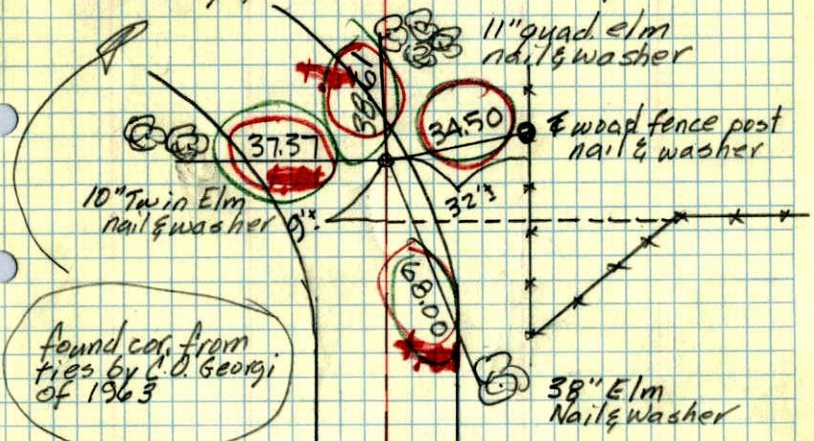 11" quad. elm
nail & washer
38.61
34.50
℄ wood fence post
nail & washer
37.37
10" Twin Elm
nail & washer
9'±
32'±
68.00
found cor. from
ties by C.O. Georgi
of 1963
38" Elm
Nail & Washer